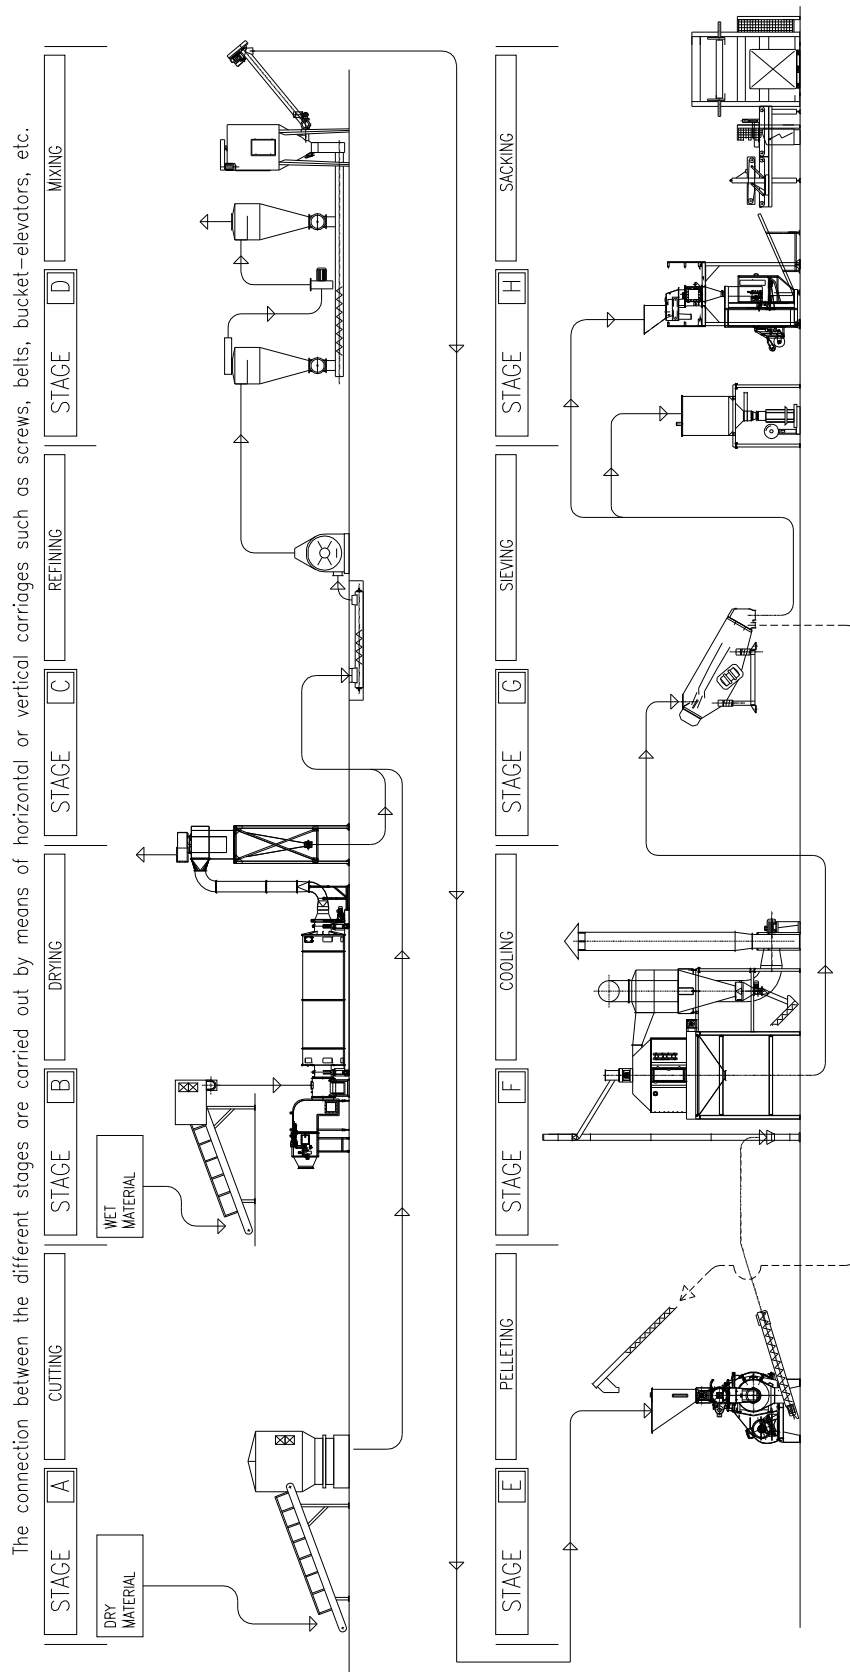 The connection between the different stages are carried out by means of horizontal or vertical carriages such as screws, belts, bucket-elevators, etc.
STAGE A
CUTTING
STAGE B
DRYING
STAGE C
REFINING
STAGE D
MIXING
DRY
MATERIAL
WET
MATERIAL
STAGE E
PELLETING
STAGE F
COOLING
STAGE G
SIEVING
STAGE H
SACKING